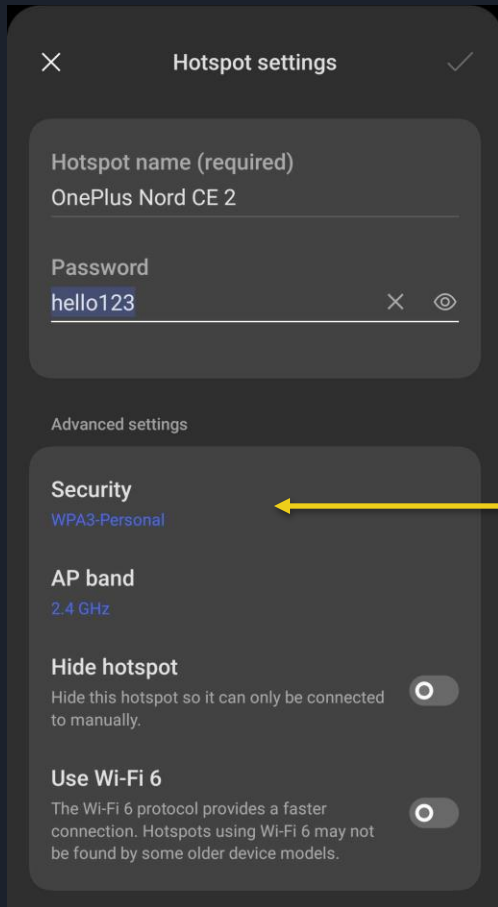 Hotspot settings
Hotspot name (required)
OnePlus Nord CE 2
Password
hello123
Advanced settings
Security
WPA3-Personal
AP band
2.4 GHz
Hide hotspot
Hide this hotspot so it can only be connected
to manually.
Use Wi-Fi 6
The Wi-Fi 6 protocol provides a faster
connection. Hotspots using Wi-Fi 6 may not
be found by some older device models.